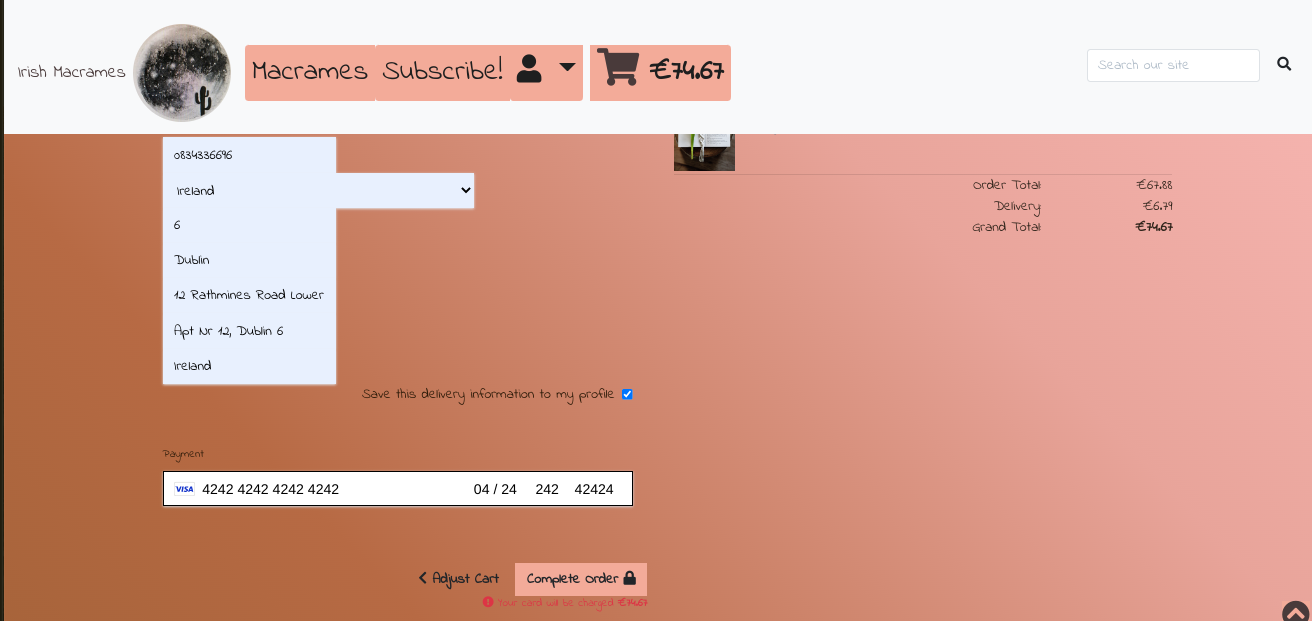 Irish Macrames
Macrames Subscribe! €74.67
Search our site
0834336696
Ireland
6
Dublin
12 Rathmines Road Lower
Apt Nr 12, Dublin 6
Ireland
Save this delivery information to my profile
Order Total: €67.88
Delivery: €6.79
Grand Total: €74.67
Payment
VISA 4242 4242 4242 4242 04 / 24 242 42424
Adjust Cart Complete Order
Your card will be charged €74.67